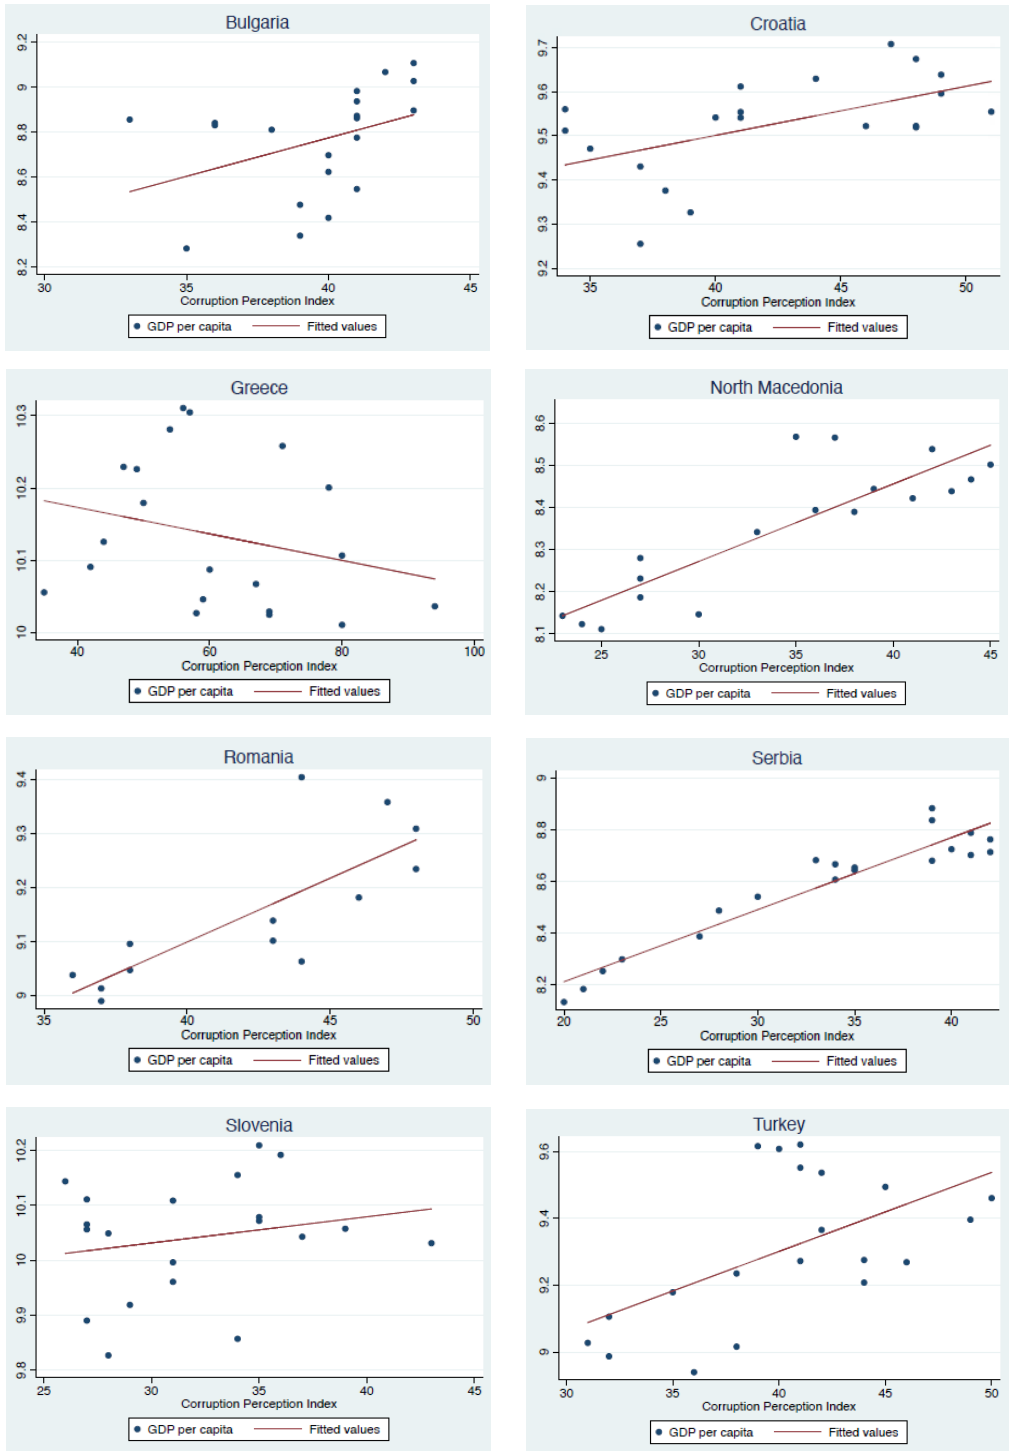 Bulgaria
9.2
9
8.8
8.6
8.4
8.2
30 35 40 45
Corruption Perception Index
GDP per capita Fitted values
Croatia
9.7
9.6
9.5
9.4
9.3
9.2
35 40 45 50
Corruption Perception Index
GDP per capita Fitted values
Greece
10.3
10.2
10.1
10
40 60 80 100
Corruption Perception Index
GDP per capita Fitted values
North Macedonia
8.6
8.5
8.4
8.3
8.2
8.1
25 30 35 40 45
Corruption Perception Index
GDP per capita Fitted values
Romania
9.4
9.3
9.2
9.1
9
35 40 45 50
Corruption Perception Index
GDP per capita Fitted values
Serbia
9
8.8
8.6
8.4
8.2
20 25 30 35 40
Corruption Perception Index
GDP per capita Fitted values
Slovenia
10.2
10.1
10
9.9
9.8
25 30 35 40 45
Corruption Perception Index
GDP per capita Fitted values
Turkey
9.6
9.4
9.2
9
30 35 40 45 50
Corruption Perception Index
GDP per capita Fitted values